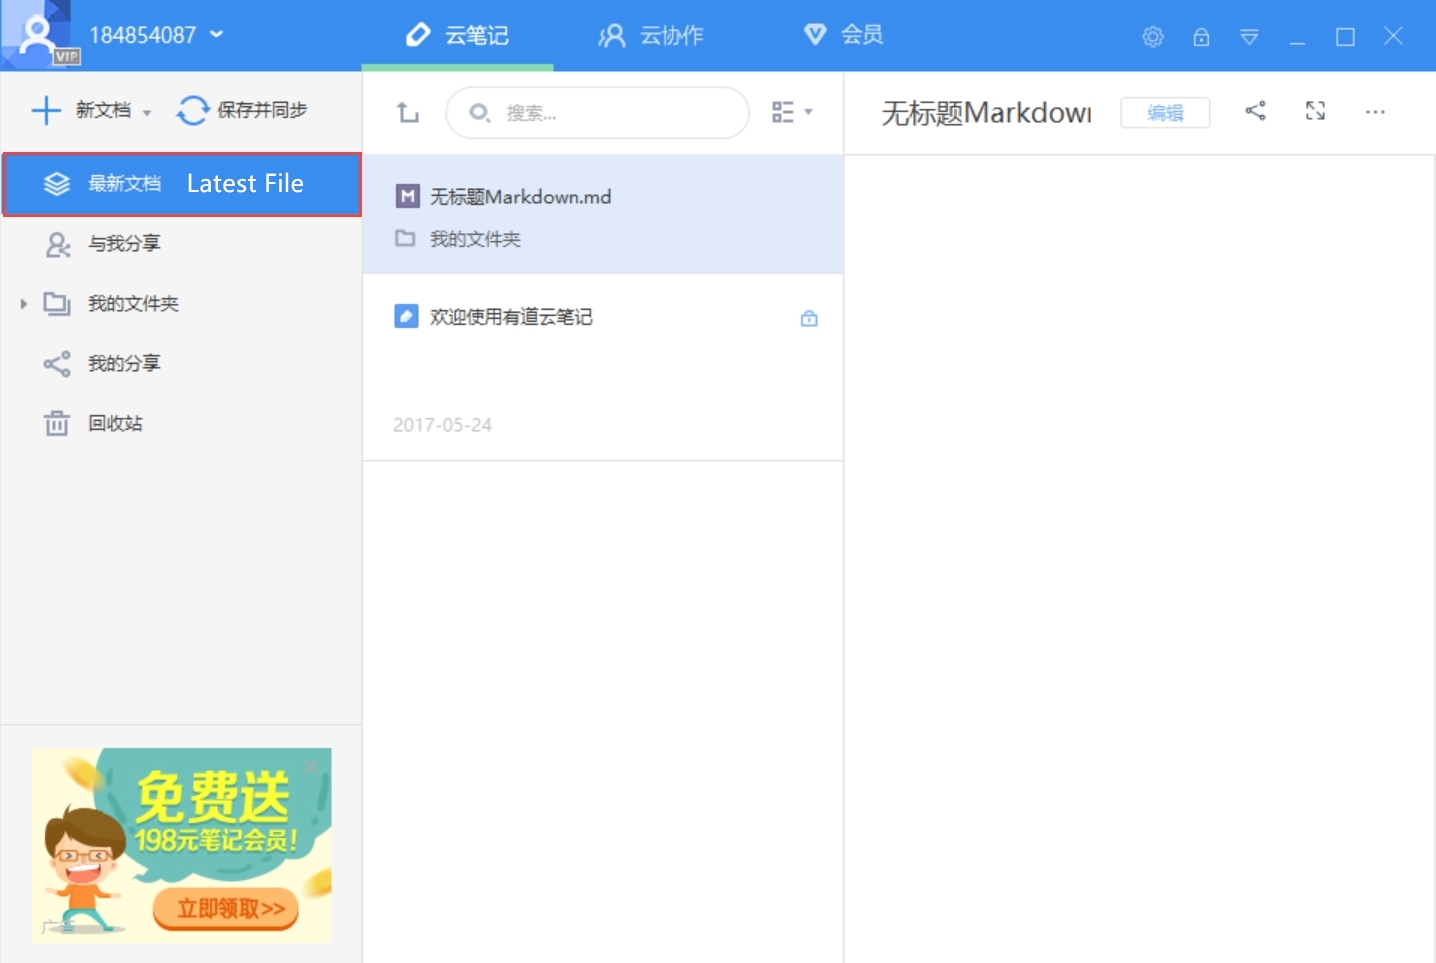 184854087
VIP
云笔记
云协作
会员
新文档
保存并同步
最新文档 Latest File
与我分享
我的文件夹
我的分享
回收站
搜索...
无标题Markdown.md
我的文件夹
欢迎使用有道云笔记
2017-05-24
无标题Markdown
编辑
免费送
198元笔记会员!
立即领取>>
广告